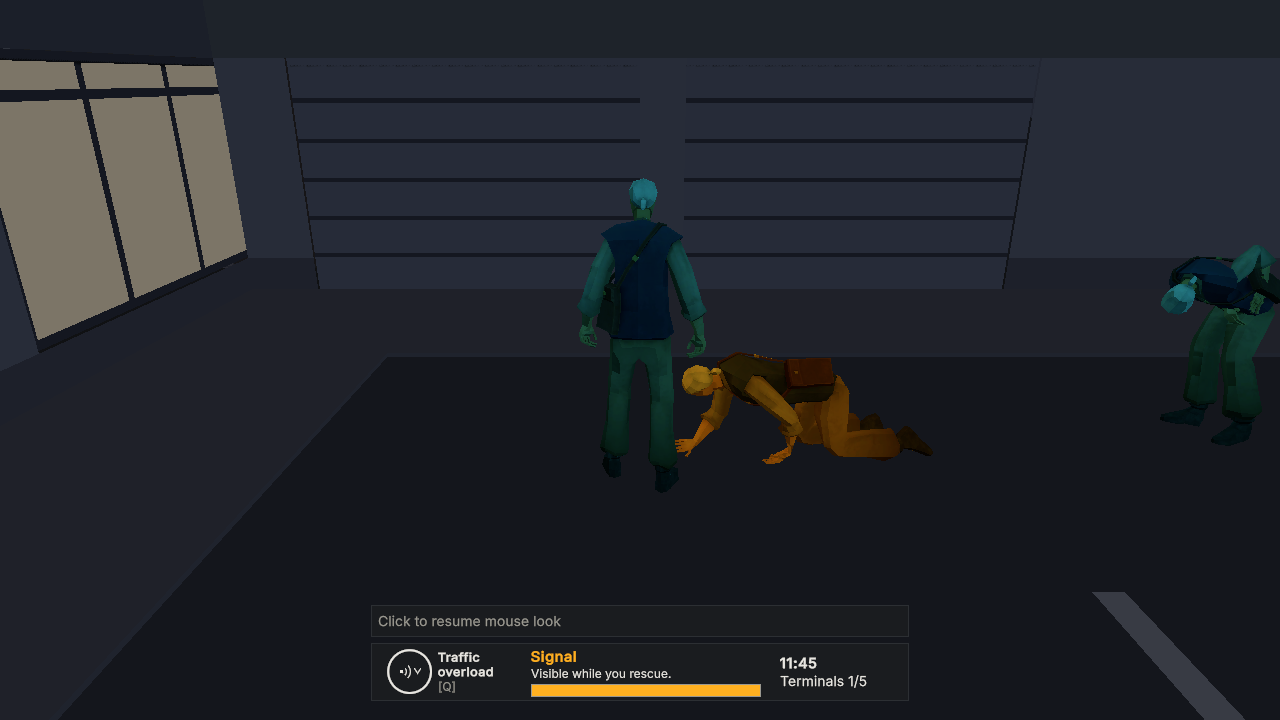 Click to resume mouse look
Traffic
overload
[Q]
Signal
Visible while you rescue.
11:45
Terminals 1/5